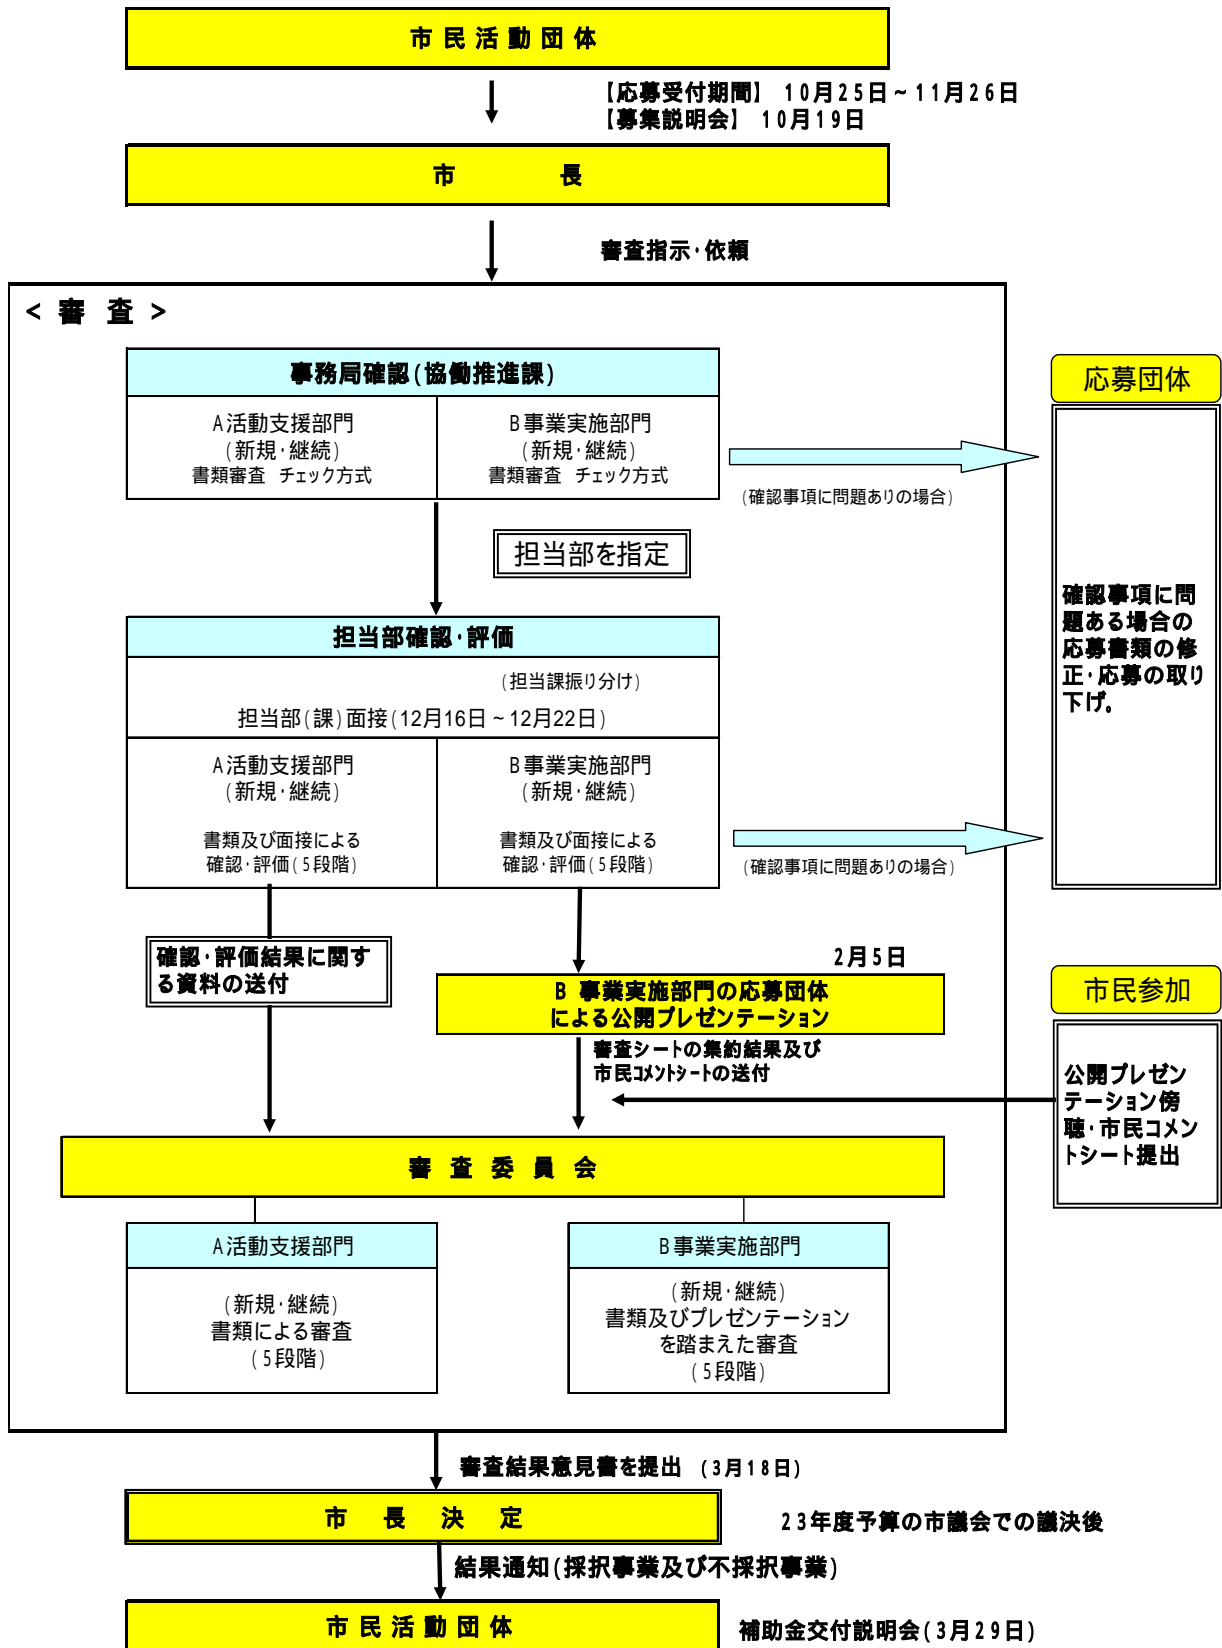 市民活動団体
【応募受付期間】 10月25日~11月26日
【募集説明会】 10月19日
市 長
審査指示・依頼
<審 査>
事務局確認(協働推進課)
A活動支援部門
(新規・継続)
書類審査 チェック方式
B事業実施部門
(新規・継続)
書類審査 チェック方式
(確認事項に問題ありの場合)
応募団体
確認事項に問
題ある場合の
応募書類の修
正・応募の取り
下げ。
担当部を指定
担当部確認・評価
(担当課振り分け)
担当部(課)面接(12月16日~12月22日)
A活動支援部門
(新規・継続)
書類及び面接による
確認・評価(5段階)
B事業実施部門
(新規・継続)
書類及び面接による
確認・評価(5段階)
(確認事項に問題ありの場合)
確認・評価結果に関す
る資料の送付
2月5日
B 事業実施部門の応募団体
による公開プレゼンテーション
審査シートの集約結果及び
市民コメントシートの送付
市民参加
公開プレゼン
テーション傍
聴・市民コメン
トシート提出
審査委員会
A活動支援部門
(新規・継続)
書類による審査
(5段階)
B事業実施部門
(新規・継続)
書類及びプレゼンテーション
を踏まえた審査
(5段階)
審査結果意見書を提出 (3月18日)
市長決定
23年度予算の市議会での議決後
結果通知(採択事業及び不採択事業)
市民活動団体
補助金交付説明会(3月29日)